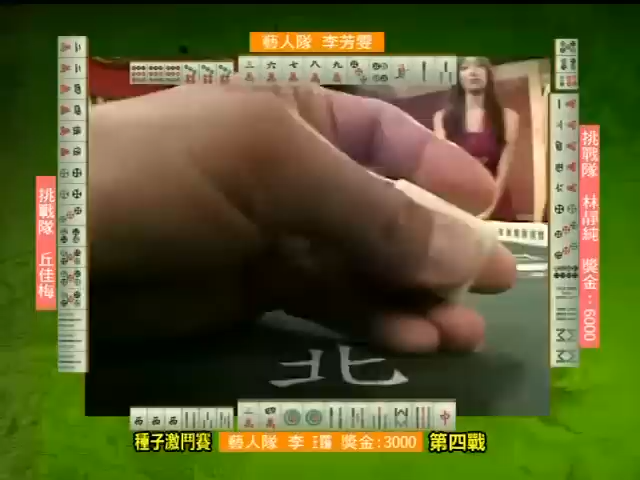 藝人隊 李芳雯
挑戰隊 丘佳梅
挑戰隊 林靜純 獎金:6000
北
種子激鬥賽
藝人隊 李 獎金:3000
第四戰